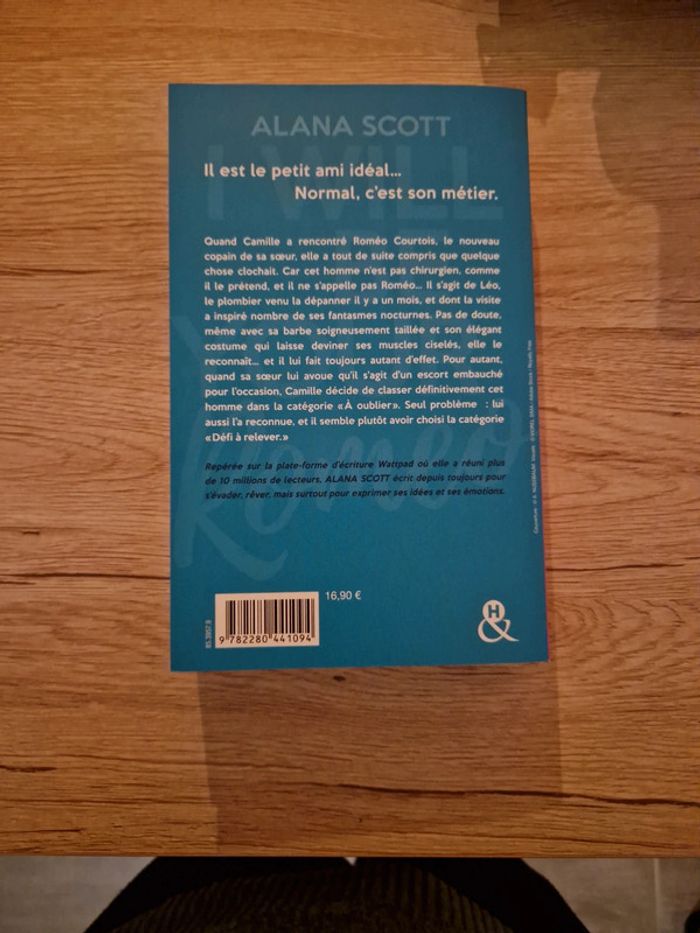 ALANA SCOTT
I WILL
Il est le petit ami idéal...
Normal, c'est son métier.
Quand Camille a rencontré Roméo Courtois, le nouveau
copain de sa sœur, elle a tout de suite compris que quelque
chose clochait. Car cet homme n'est pas chirurgien, comme
il le prétend, et il ne s'appelle pas Roméo... Il s'agit de Léo,
le plombier venu la dépanner il y a un mois, et dont la visite
a inspiré nombre de ses fantasmes nocturnes. Pas de doute,
même avec sa barbe soigneusement taillée et son élégant
costume qui laisse deviner ses muscles ciselés, elle le
reconnaît... et il lui fait toujours autant d'effet. Pour autant,
quand sa sœur lui avoue qu'il s'agit d'un escort embauché
pour l'occasion, Camille décide de classer définitivement cet
homme dans la catégorie « À oublier ». Seul problème : lui
aussi l'a reconnue, et il semble plutôt avoir choisi la catégorie
« Défi à relever. »
Repérée sur la plate-forme d'écriture Wattpad où elle a réuni plus
de 10 millions de lecteurs, ALANA SCOTT écrit depuis toujours pour
s'évader, rêver, mais surtout pour exprimer ses idées et ses émotions.
16,90 €
9 782280 441094
H
&